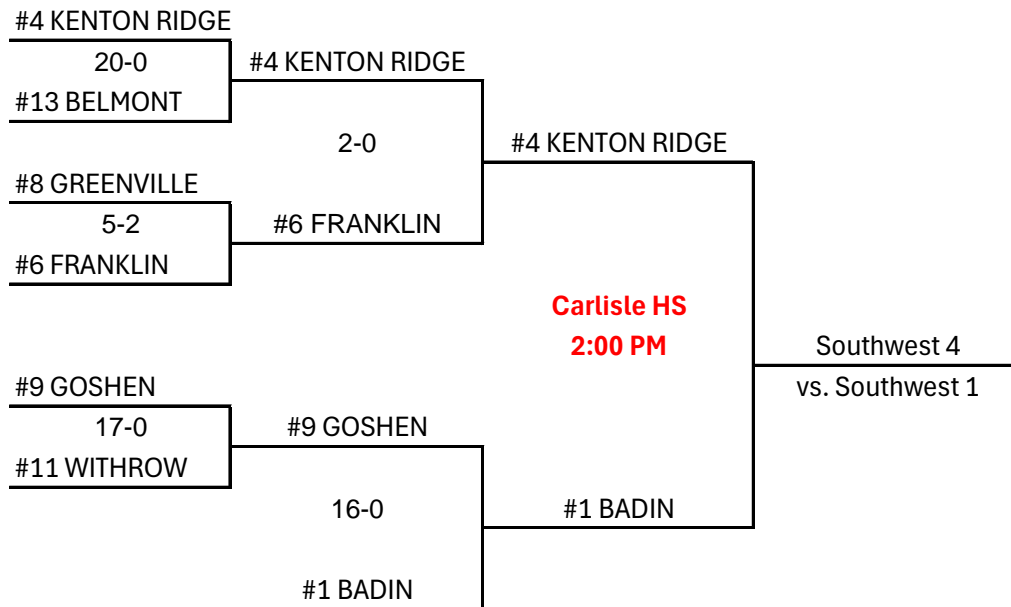 #4 KENTON RIDGE
20-0
#13 BELMONT
#4 KENTON RIDGE
2-0
#4 KENTON RIDGE
#8 GREENVILLE
5-2
#6 FRANKLIN
#6 FRANKLIN
Carlisle HS
2:00 PM
Southwest 4
vs. Southwest 1
#9 GOSHEN
17-0
#11 WITHROW
#9 GOSHEN
16-0
#1 BADIN
#1 BADIN